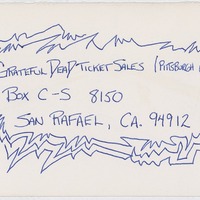 GRATEFUL DEAD TICKET SALES (PITTSBURGH
BOX C-S 8150
SAN RAFAEL, CA. 94912